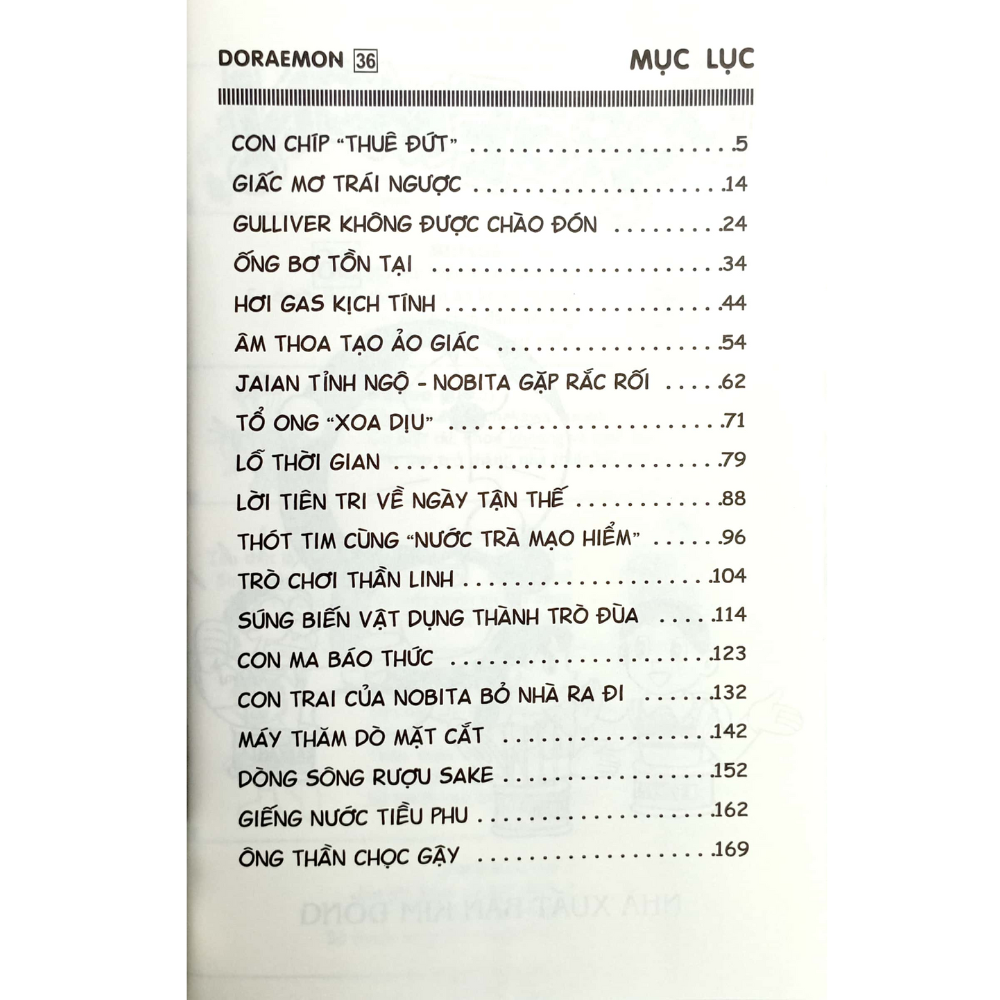 DORAEMON 36 MỤC LỤC
CON CHÍP “THUÊ ĐỨT” .....................5
GIẤC MƠ TRÁI NGƯỢC ....................14
GULLIVER KHÔNG ĐƯỢC CHÀO ĐÓN .........24
ỐNG BƠ TỒN TẠI .......................34
HƠI GAS KỊCH TÍNH ......................44
ÂM THOA TẠO ẢO GIÁC ..................54
JAIAN TỈNH NGỘ - NOBITA GẶP RẮC RỐI .....62
TỔ ONG “XOA DỊU” ......................71
LỖ THỜI GIAN ..........................79
LỜI TIÊN TRI VỀ NGÀY TẬN THẾ ............88
THÓT TIM CÙNG “NƯỚC TRÀ MẠO HIỂM” ......96
TRÒ CHƠI THẦN LINH ....................104
SÚNG BIẾN VẬT DỤNG THÀNH TRÒ ĐÙA .....114
CON MA BÁO THỨC .....................123
CON TRAI CỦA NOBITA BỎ NHÀ RA ĐI ......132
MÁY THĂM DÒ MẶT CẮT .................142
DÒNG SÔNG RƯỢU SAKE .................152
GIẾNG NƯỚC TIỀU PHU ...................162
ÔNG THẦN CHỌC GẬY ...................169
NHÀ XUẤT BẢN KIM ĐỒNG